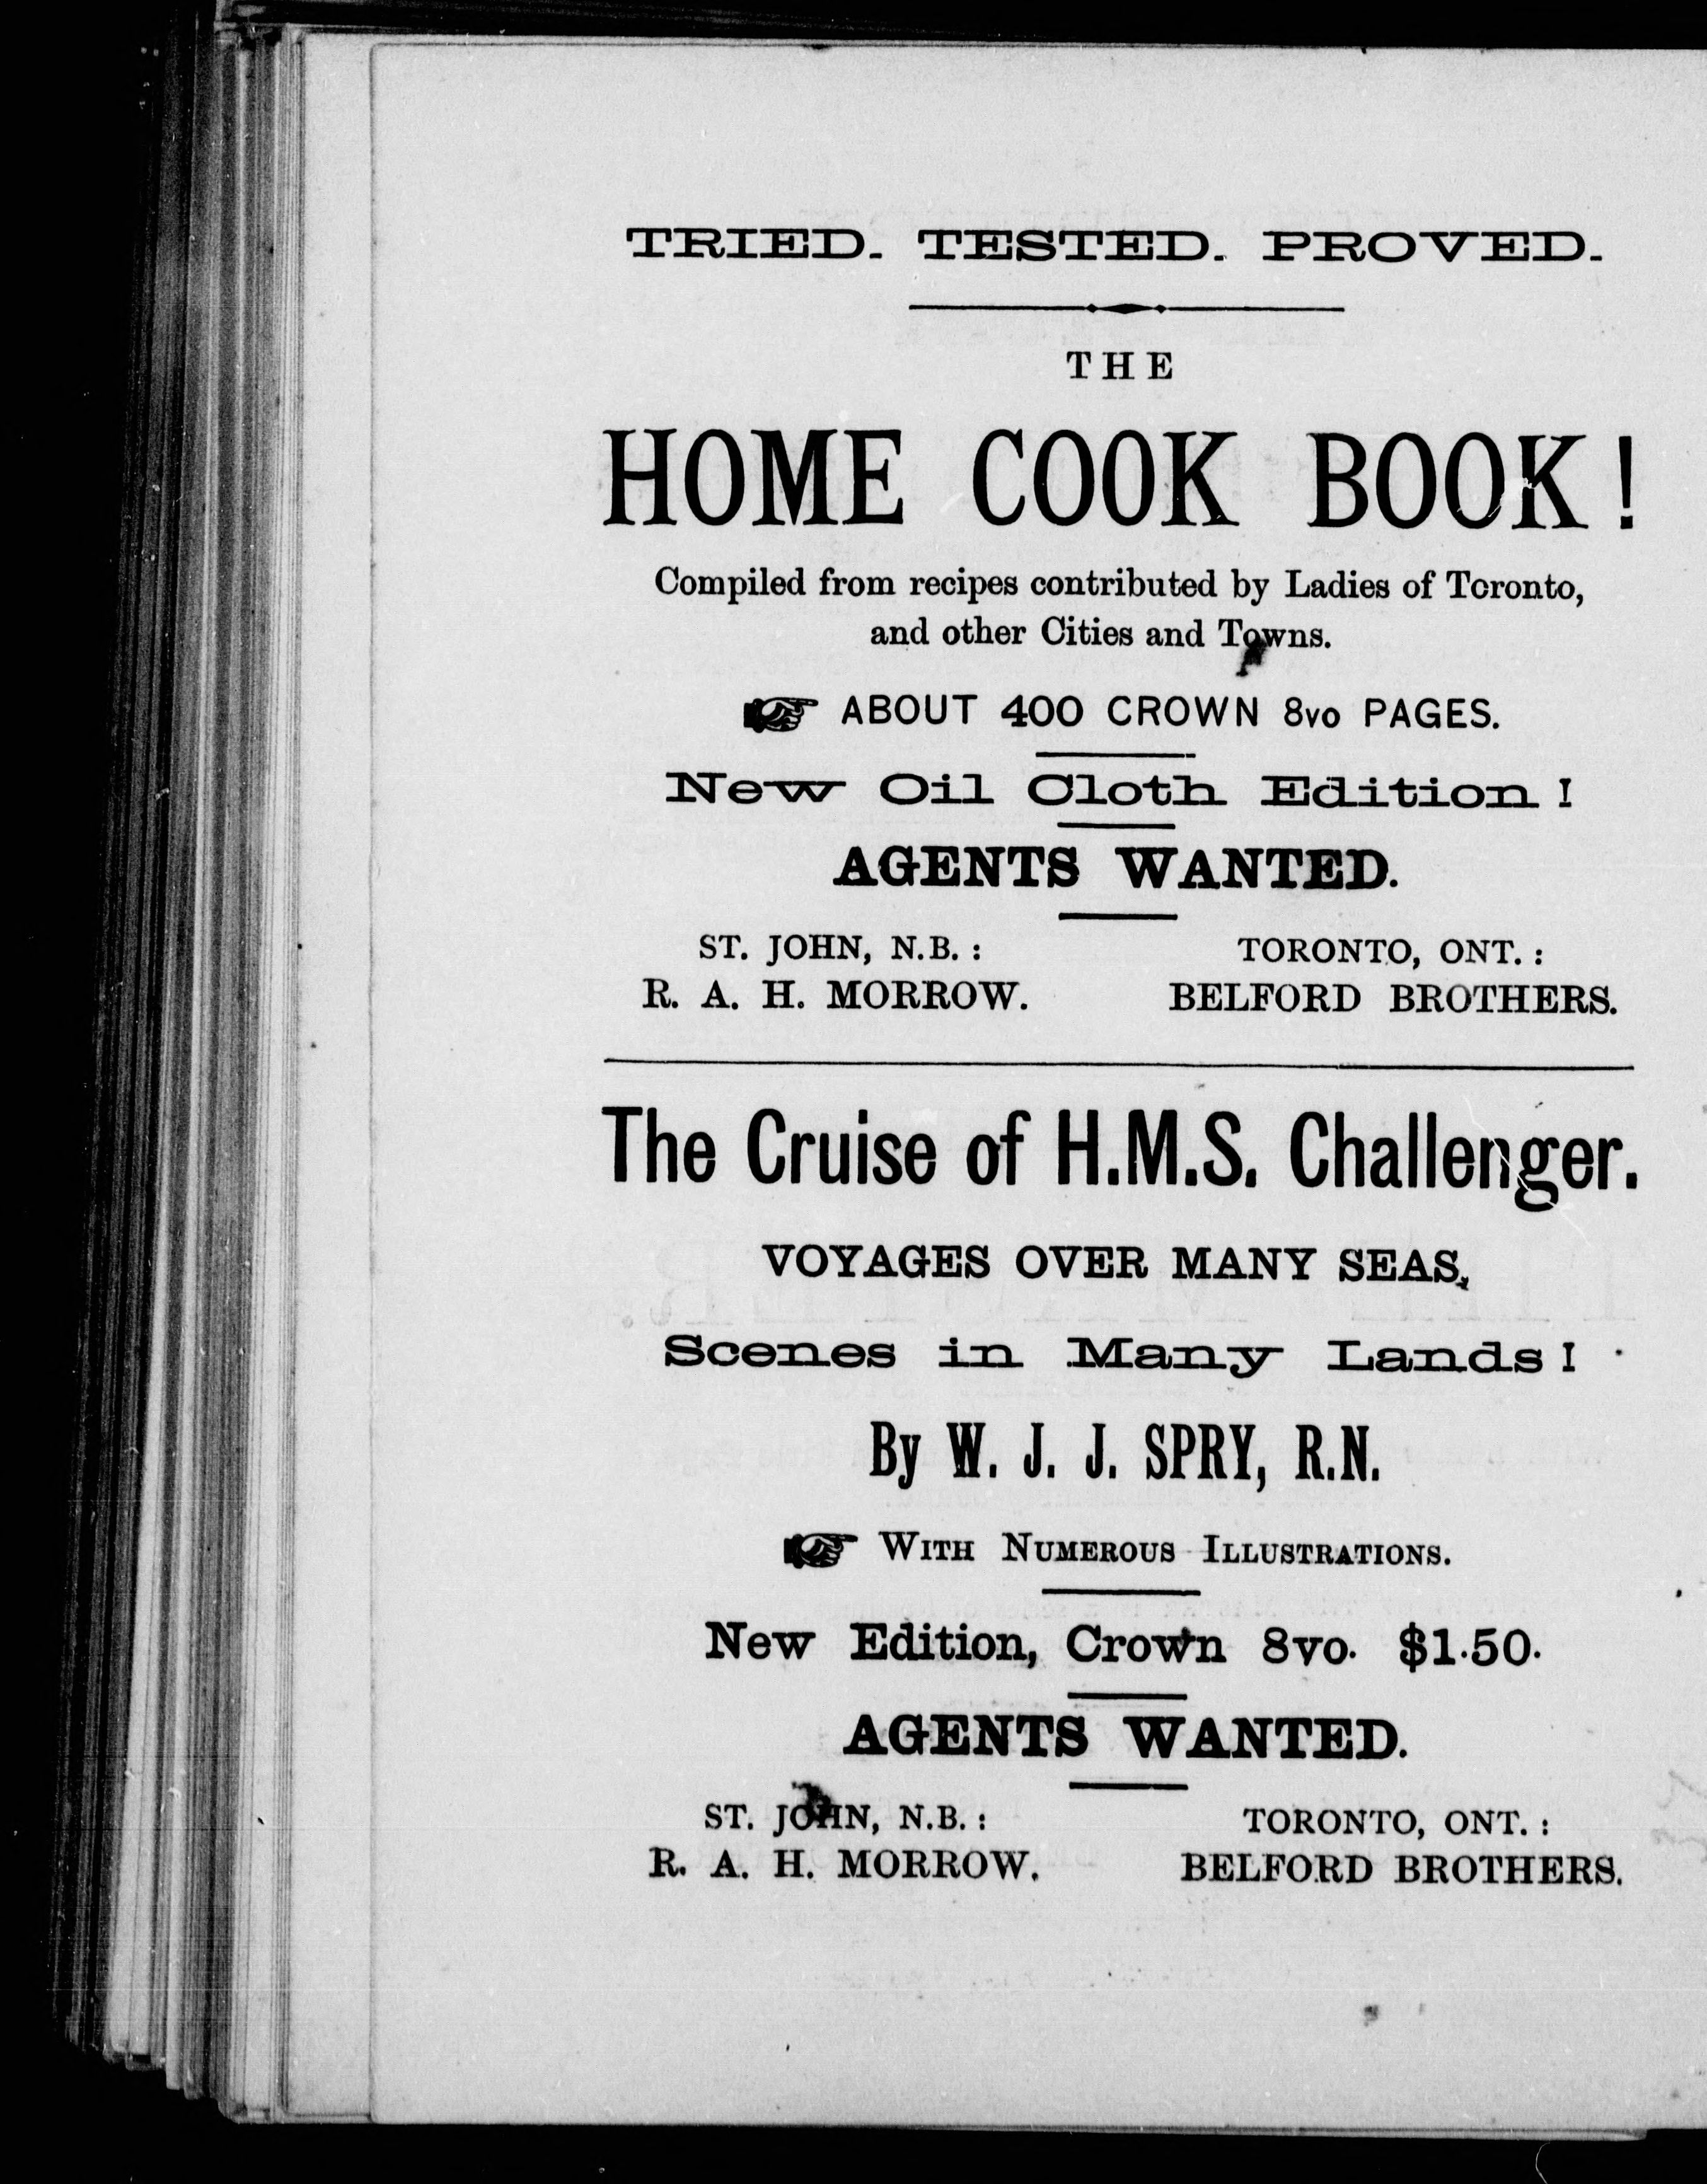 TRIED. TESTED. PROVED.
THE
HOME COOK BOOK!
Compiled from recipes contributed by Ladies of Toronto,
and other Cities and Towns.
☞ ABOUT 400 CROWN 8vo PAGES.
New Oil Cloth Edition!
AGENTS WANTED.
ST. JOHN, N.B.: TORONTO, ONT.:
R. A. H. MORROW. BELFORD BROTHERS.
The Cruise of H.M.S. Challenger.
VOYAGES OVER MANY SEAS,
Scenes in Many Lands!
By W. J. J. SPRY, R.N.
☞ WITH NUMEROUS ILLUSTRATIONS.
New Edition, Crown 8vo. $1.50.
AGENTS WANTED.
ST. JOHN, N.B.: TORONTO, ONT.:
R. A. H. MORROW. BELFORD BROTHERS.